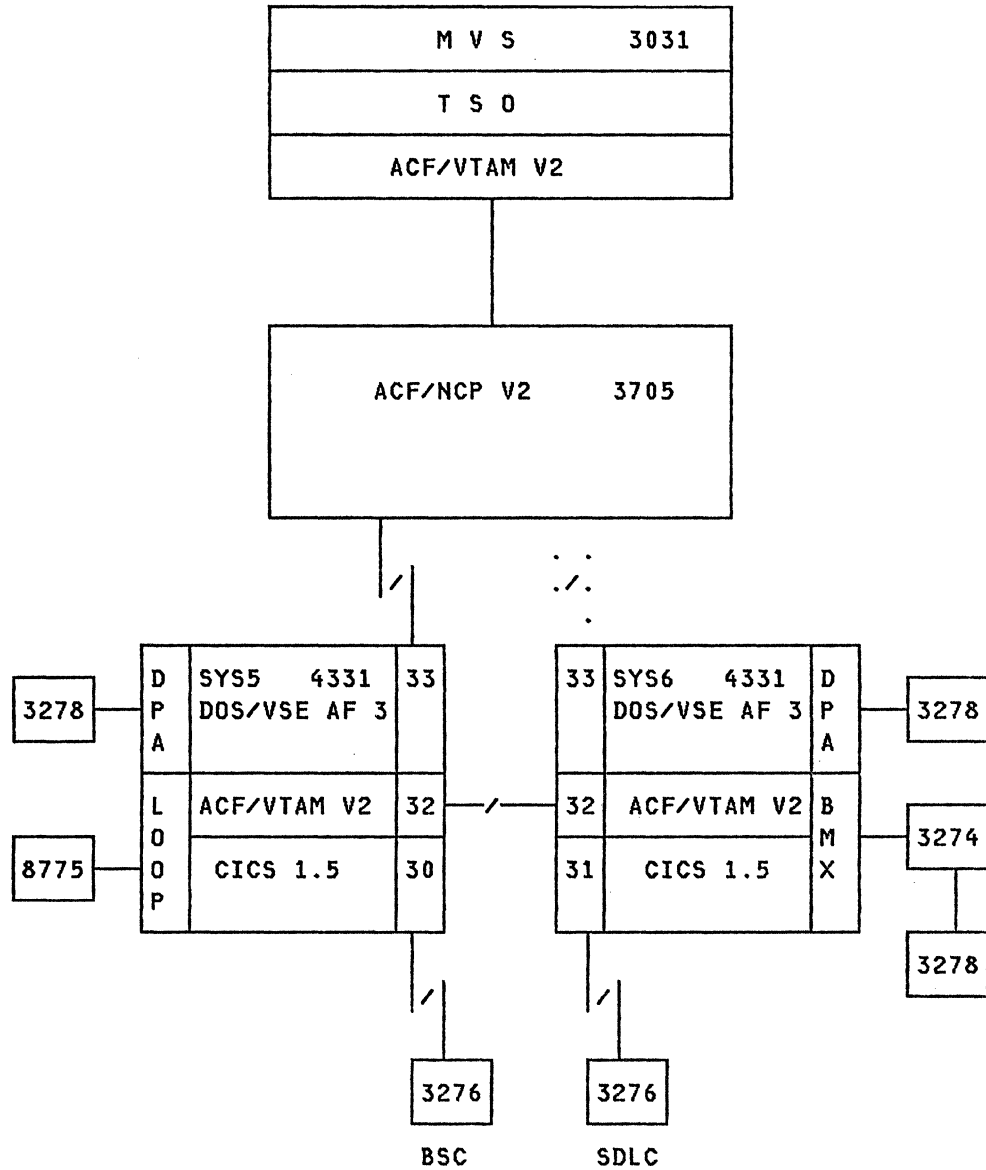 M V S 3031
T S O
ACF/VTAM V2
ACF/NCP V2 3705
D P A
SYS5 4331
DOS/VSE AF 3
33
3278
L O O P
ACF/VTAM V2
32
8775
CICS 1.5
30
33
SYS6 4331
DOS/VSE AF 3
D P A
3278
32
ACF/VTAM V2
B M X
3274
31
CICS 1.5
3278
3276
BSC
3276
SDLC